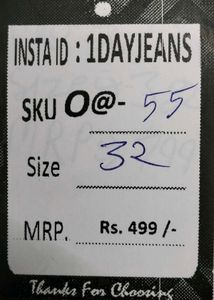 INSTA ID : 1DAYJEANS
SKU O@- 55
Size 32
MRP. Rs. 499 /-
Thanks For Choosing